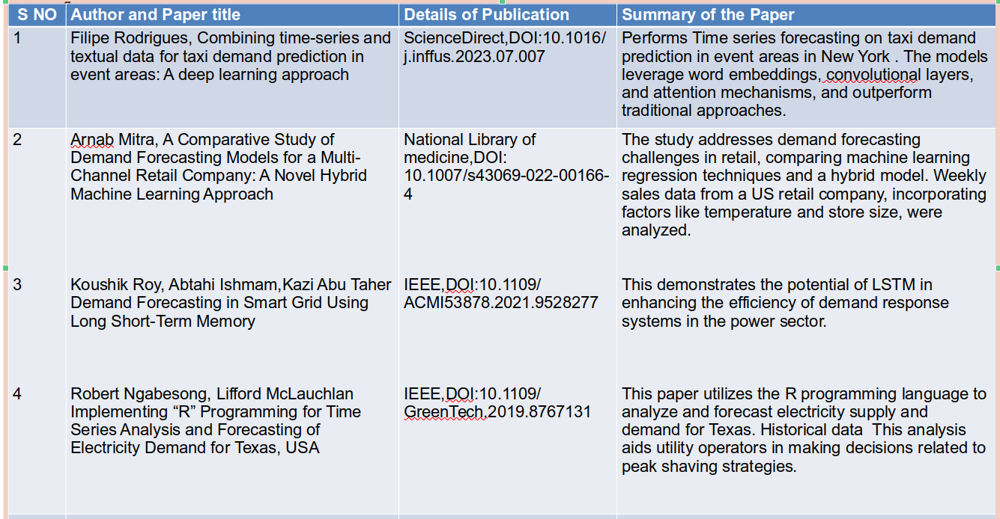 S NO
Author and Paper title
Details of Publication
Summary of the Paper
1
Filipe Rodrigues, Combining time-series and
textual data for taxi demand prediction in
event areas: A deep learning approach
ScienceDirect,DOI:10.1016/
j.inffus.2023.07.007
Performs Time series forecasting on taxi demand
prediction in event areas in New York . The models
leverage word embeddings, convolutional layers,
and attention mechanisms, and outperform
traditional approaches.
2
Arnab Mitra, A Comparative Study of
Demand Forecasting Models for a Multi-
Channel Retail Company: A Novel Hybrid
Machine Learning Approach
National Library of
medicine,DOI:
10.1007/s43069-022-00166-
4
The study addresses demand forecasting
challenges in retail, comparing machine learning
regression techniques and a hybrid model. Weekly
sales data from a US retail company, incorporating
factors like temperature and store size, were
analyzed.
3
Koushik Roy, Abtahi Ishmam,Kazi Abu Taher
Demand Forecasting in Smart Grid Using
Long Short-Term Memory
IEEE,DOI:10.1109/
ACMI53878.2021.9528277
This demonstrates the potential of LSTM in
enhancing the efficiency of demand response
systems in the power sector.
4
Robert Ngabesong, Lifford McLauchlan
Implementing “R” Programming for Time
Series Analysis and Forecasting of
Electricity Demand for Texas, USA
IEEE,DOI:10.1109/
GreenTech.2019.8767131
This paper utilizes the R programming language to
analyze and forecast electricity supply and
demand for Texas. Historical data  This analysis
aids utility operators in making decisions related to
peak shaving strategies.